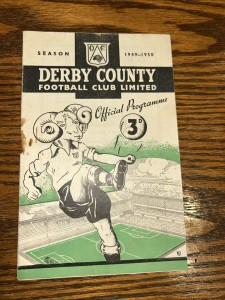 SEASON 1949-1950
DERBY COUNTY
FOOTBALL CLUB LIMITED
Official Programme
3D